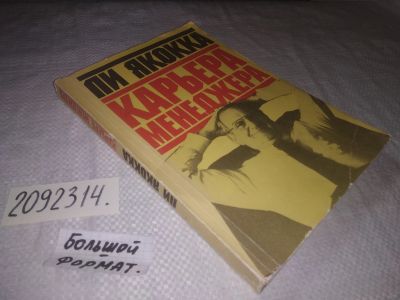 ЛИ ЯКОККА
КАРЬЕРА
МЕНЕДЖЕРА
ЛИ ЯКОККА
2092314.
Большой
формат.